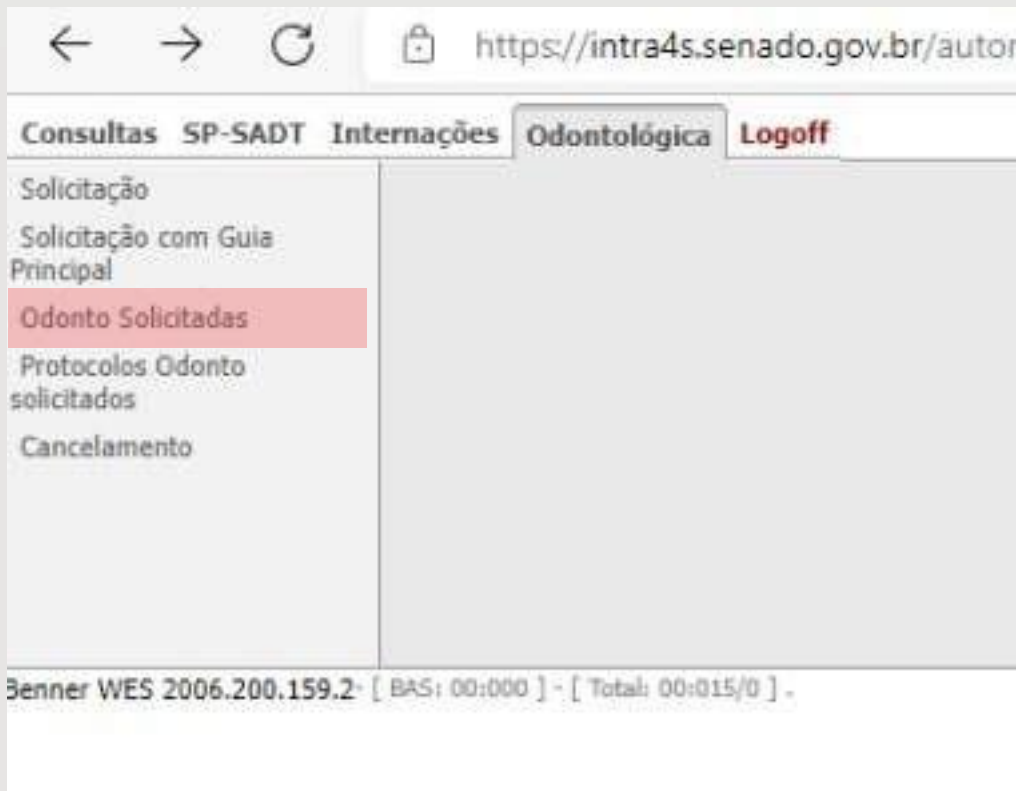 https://intra4s.senado.gov.br/autor
Consultas SP-SADT Internações Odontológica Logoff
Solicitação
Solicitação com Guia
Principal
Odonto Solicitadas
Protocolos Odonto
solicitados
Cancelamento
Benner WES 2006.200.159.2- [ BAS: 00:000 ] - [ Total: 00:015/0 ] .